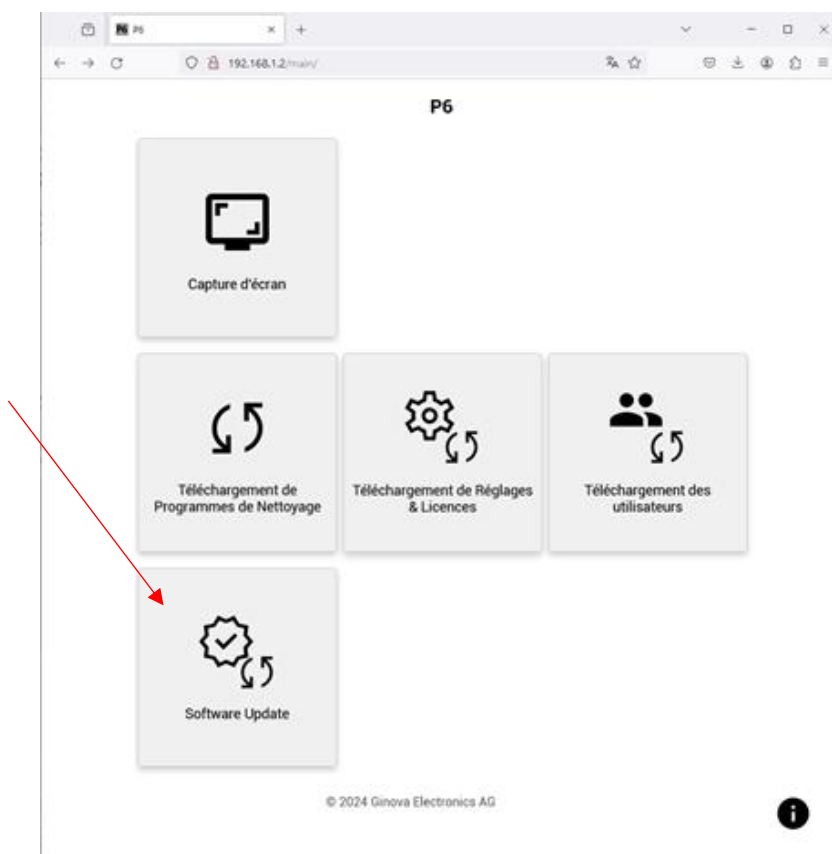 P6
192.168.1.2/main/
P6
Capture d'écran
Téléchargement de
Programmes de Nettoyage
Téléchargement de Réglages
& Licences
Téléchargement des
utilisateurs
Software Update
© 2024 Ginova Electronics AG